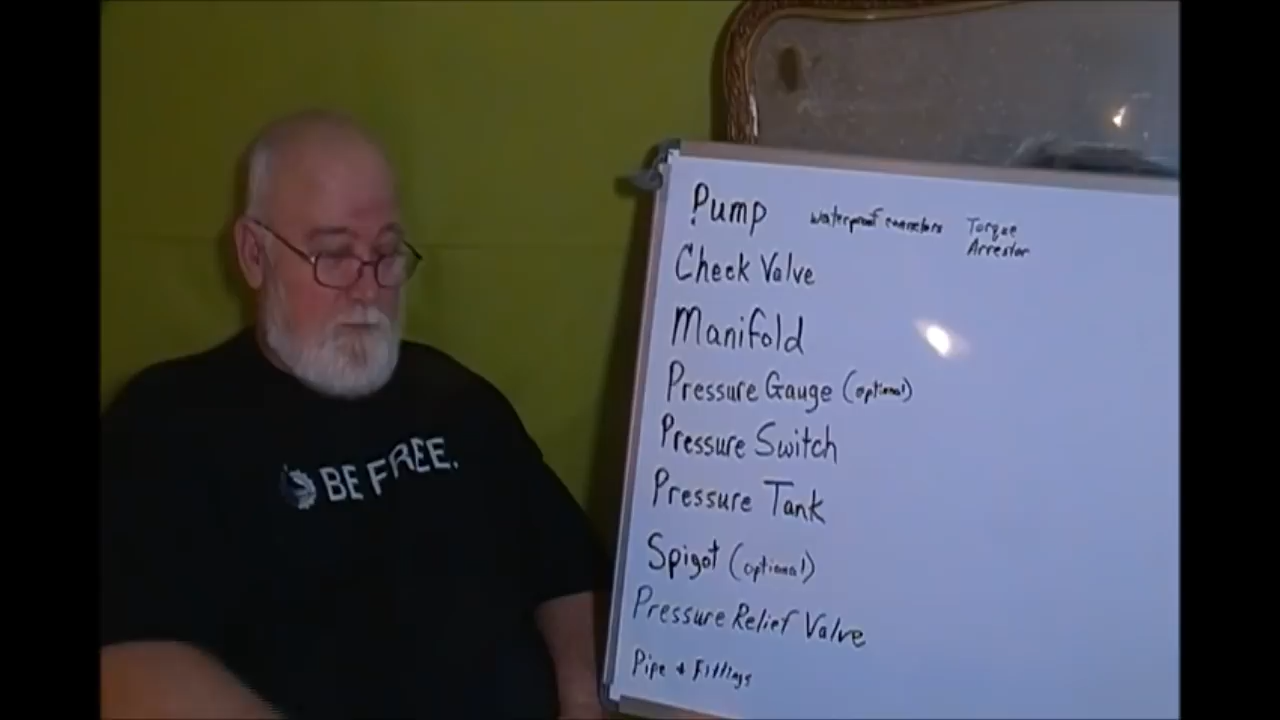 BE FREE.
Pump waterproof connectors Torque
Arrestor
Check Valve
Manifold
Pressure Gauge (optional)
Pressure Switch
Pressure Tank
Spigot (optional)
Pressure Relief Valve
Pipe & Fittings